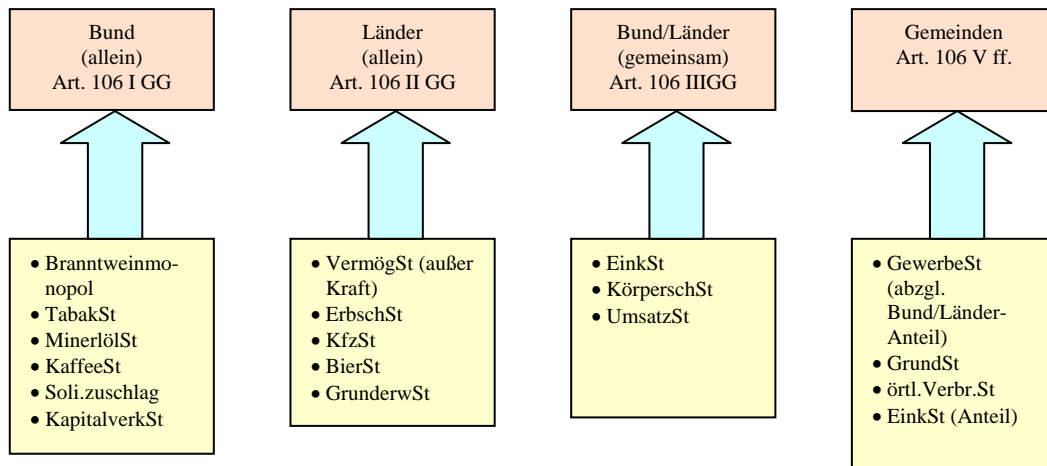 Bund
(allein)
Art. 106 I GG
Länder
(allein)
Art. 106 II GG
Bund/Länder
(gemeinsam)
Art. 106 IIIGG
Gemeinden
Art. 106 V ff.
• Branntweinmo-
nopol
• TabakSt
• MinerlölSt
• KaffeeSt
• Soli.zuschlag
• KapitalverkSt
• VermögSt (außer
Kraft)
• ErbschSt
• KfzSt
• BierSt
• GrunderwSt
• EinkSt
• KörperschSt
• UmsatzSt
• GewerbeSt
(abzgl.
Bund/Länder-
Anteil)
• GrundSt
• örtl.Verbr.St
• EinkSt (Anteil)